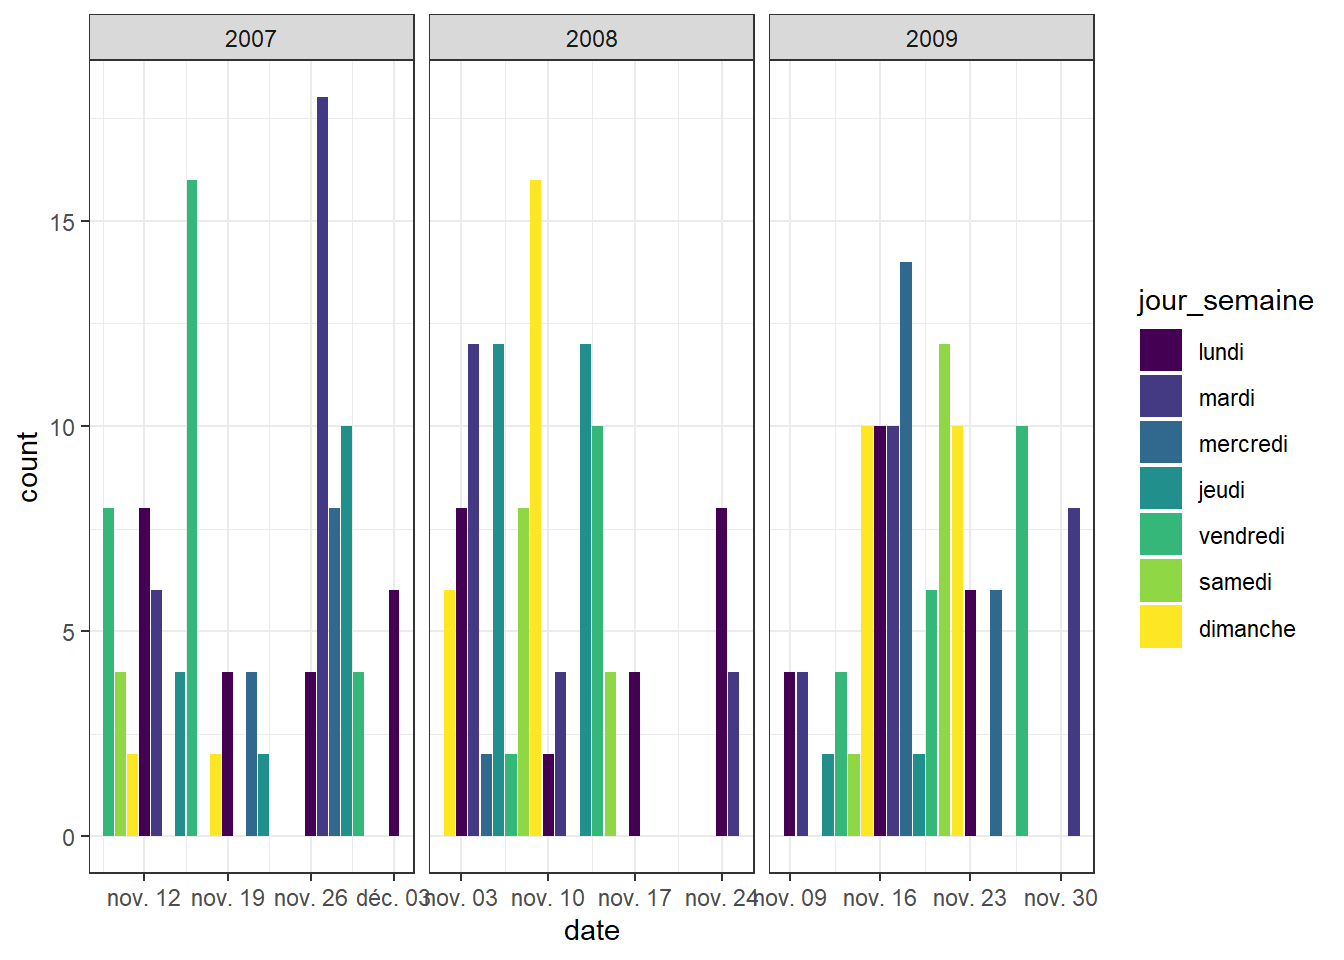 2007 2008 2009
count
15
10
5
0
nov. 12 nov. 19 nov. 26 déc. 03 nov. 03 nov. 10 nov. 17 nov. 24 nov. 09 nov. 16 nov. 23 nov. 30
date
jour_semaine
lundi
mardi
mercredi
jeudi
vendredi
samedi
dimanche